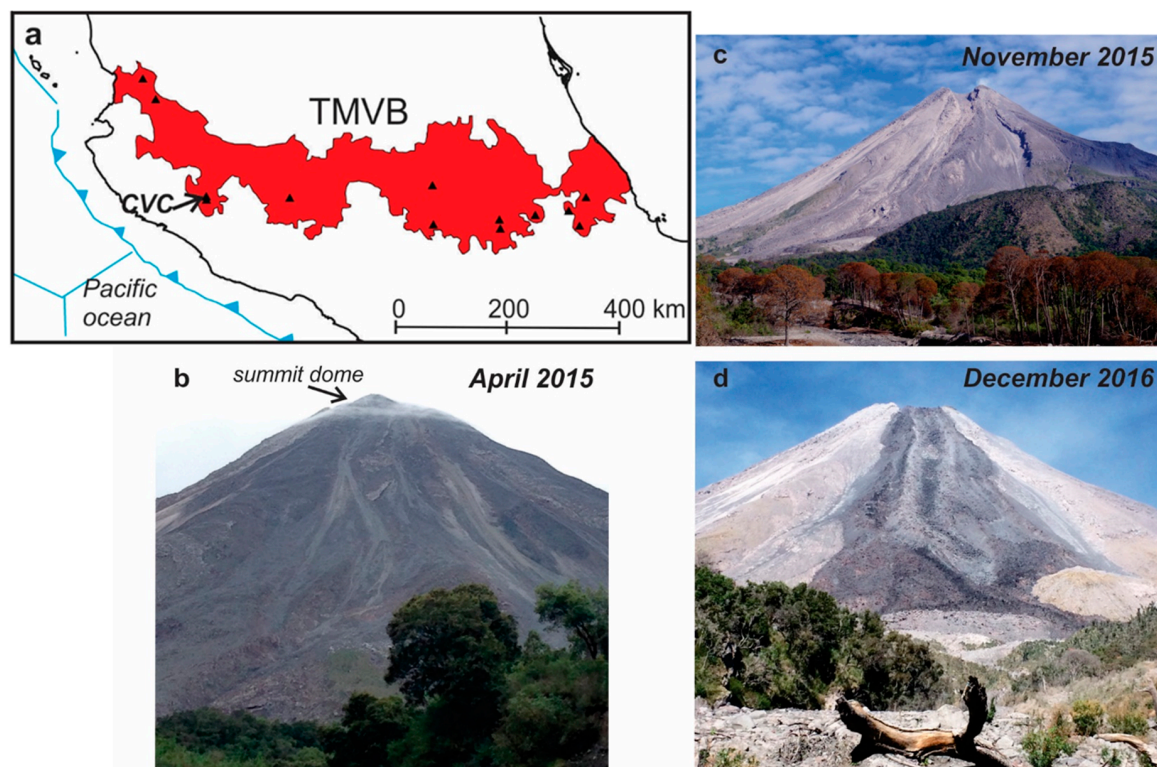 a
TMVB
CVC
Pacific
ocean
0 200 400 km
b
summit dome
April 2015
c
November 2015
d
December 2016